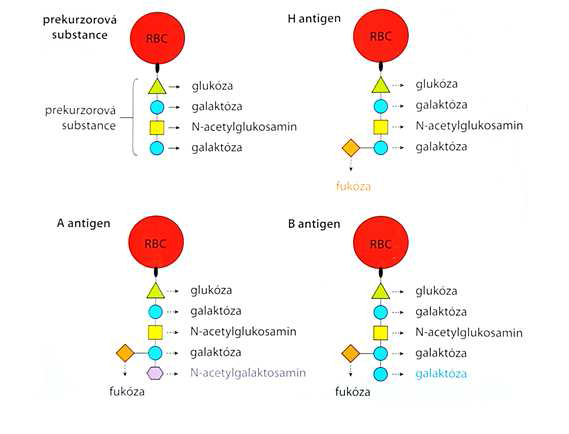 prekurzorová
substance
RBC
glukóza
galaktóza
N-acetylglukosamin
galaktóza
prekurzorová
substance
H antigen
RBC
glukóza
galaktóza
N-acetylglukosamin
galaktóza
fukóza
A antigen
RBC
glukóza
galaktóza
N-acetylglukosamin
galaktóza
N-acetylgalaktosamin
fukóza
B antigen
RBC
glukóza
galaktóza
N-acetylglukosamin
galaktóza
galaktóza
fukóza